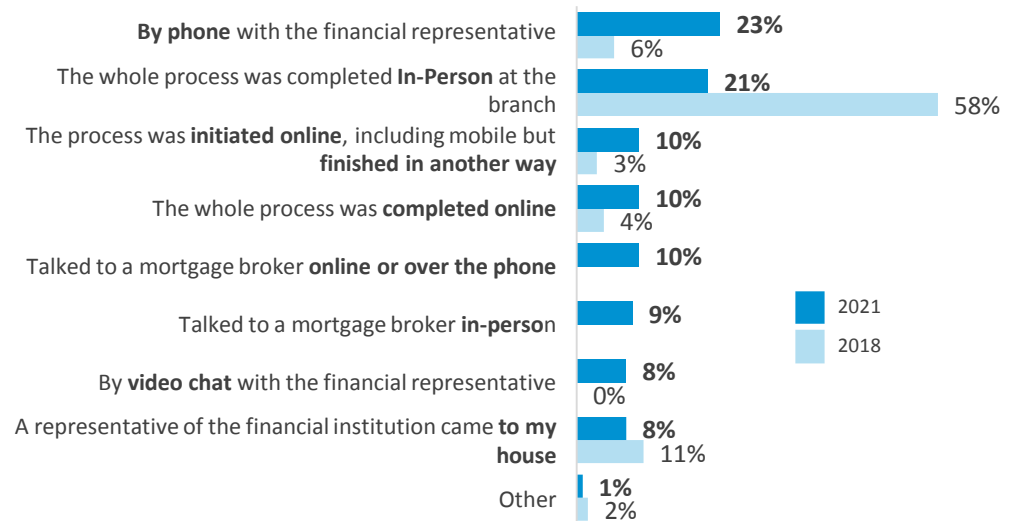 By phone with the financial representative
23%
6%
The whole process was completed In-Person at the
branch
21%
58%
The process was initiated online, including mobile but
finished in another way
10%
3%
The whole process was completed online
10%
4%
Talked to a mortgage broker online or over the phone
10%
Talked to a mortgage broker in-person
9%
2021
2018
By video chat with the financial representative
8%
0%
A representative of the financial institution came to my
house
8%
11%
Other
1%
2%